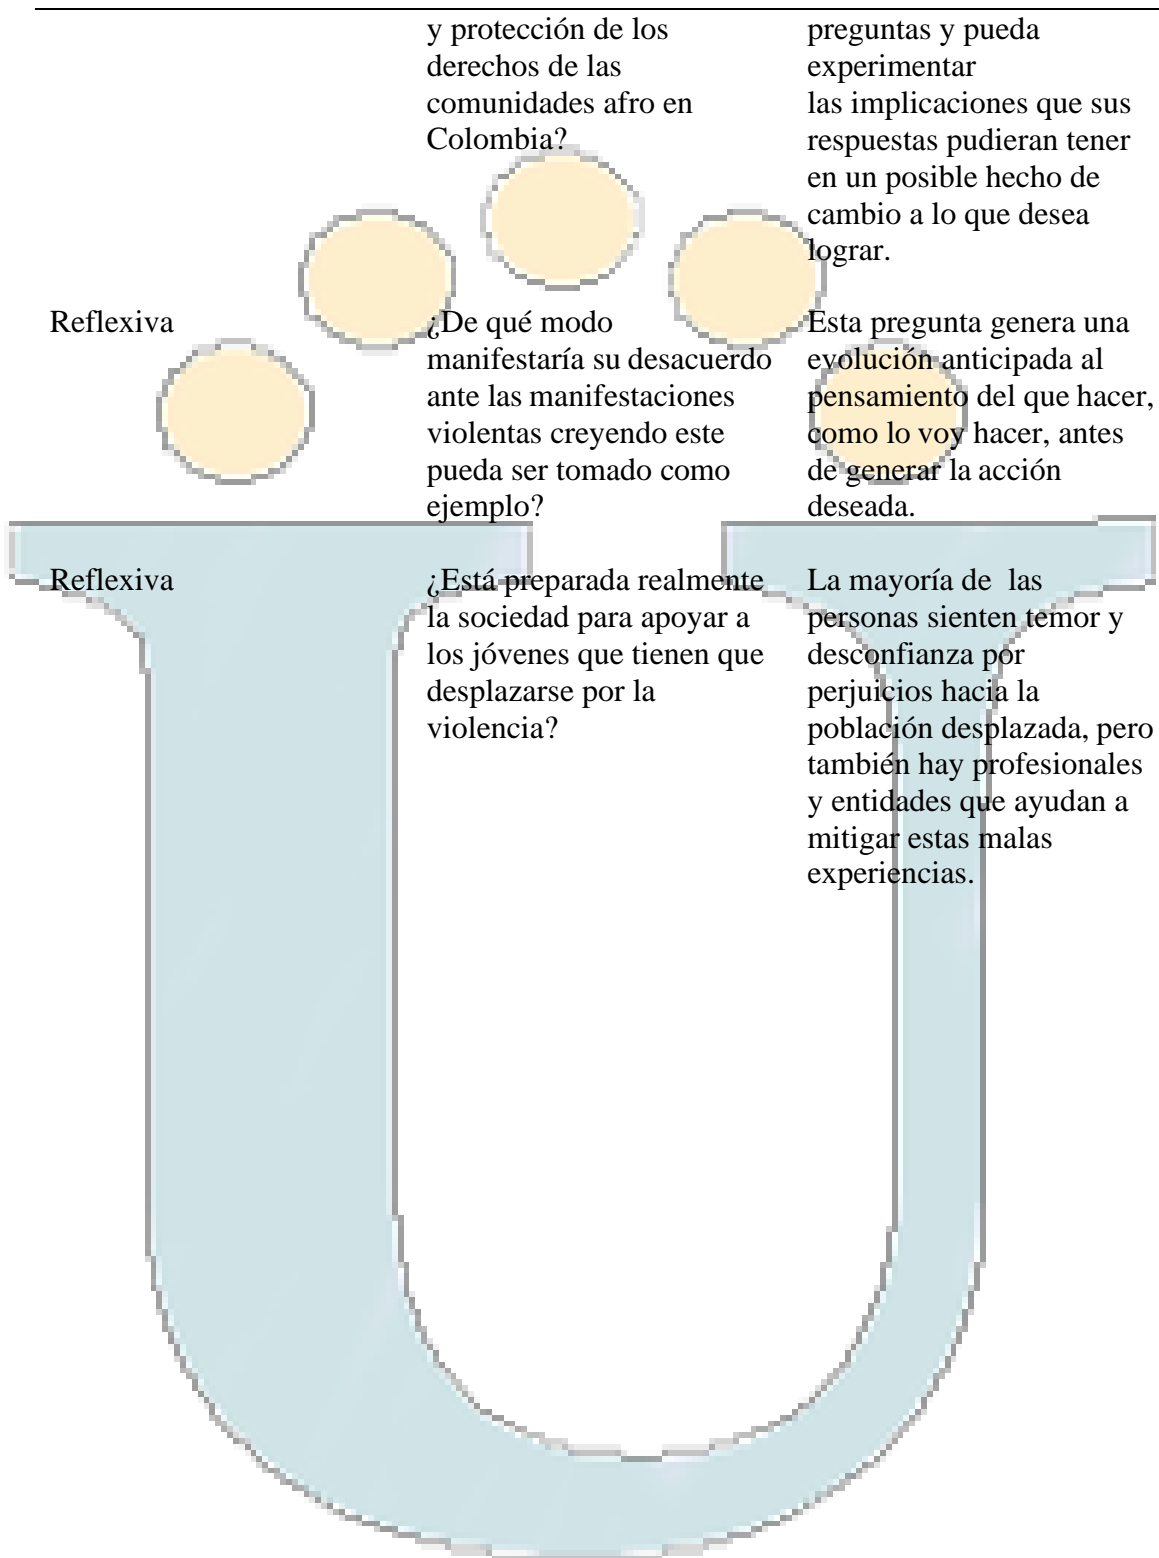 y protección de los
derechos de las
comunidades afro en
Colombia?
preguntas y pueda
experimentar
las implicaciones que sus
respuestas pudieran tener
en un posible hecho de
cambio a lo que desea
lograr.
Reflexiva
¿De qué modo
manifestaría su desacuerdo
ante las manifestaciones
violentas creyendo este
pueda ser tomado como
ejemplo?
Esta pregunta genera una
evolución anticipada al
pensamiento del que hacer,
como lo voy hacer, antes
de generar la acción
deseada.
Reflexiva
¿Está preparada realmente
la sociedad para apoyar a
los jóvenes que tienen que
desplazarse por la
violencia?
La mayoría de  las
personas sienten temor y
desconfianza por
perjuicios hacia la
población desplazada, pero
también hay profesionales
y entidades que ayudan a
mitigar estas malas
experiencias.